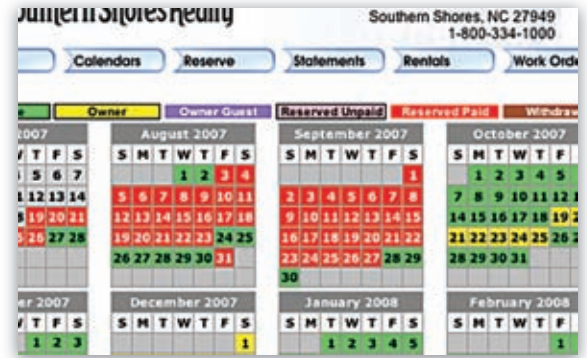 Southern Shores Realty
Southern Shores, NC 27949
1-800-334-1000
Calendars Reserve Statements Rentals Work Orde
e Owner Owner Guest Reserved Unpaid Reserved Paid Withdraw
2007 August 2007 September 2007 October 2007
T F S S M T W T F S S M T W T F S S M T W T F S
5 6 7 1 2 3 4 1 1 2 3 4 5
12 13 14 5 6 7 8 9 10 11 2 3 4 5 6 7 8 7 8 9 10 11 12
19 20 21 12 13 14 15 16 17 18 9 10 11 12 13 14 15 14 15 16 17 18 19
26 27 28 19 20 21 22 23 24 25 16 17 18 19 20 21 22 21 22 23 24 25 26
26 27 28 29 30 31 23 24 25 26 27 28 29 28 29 30 31
30
er 2007 December 2007 January 2008 February 2008
T F S S M T W T F S S M T W T F S S M T W T F S
1 2 3 1 1 2 3 4 5 1